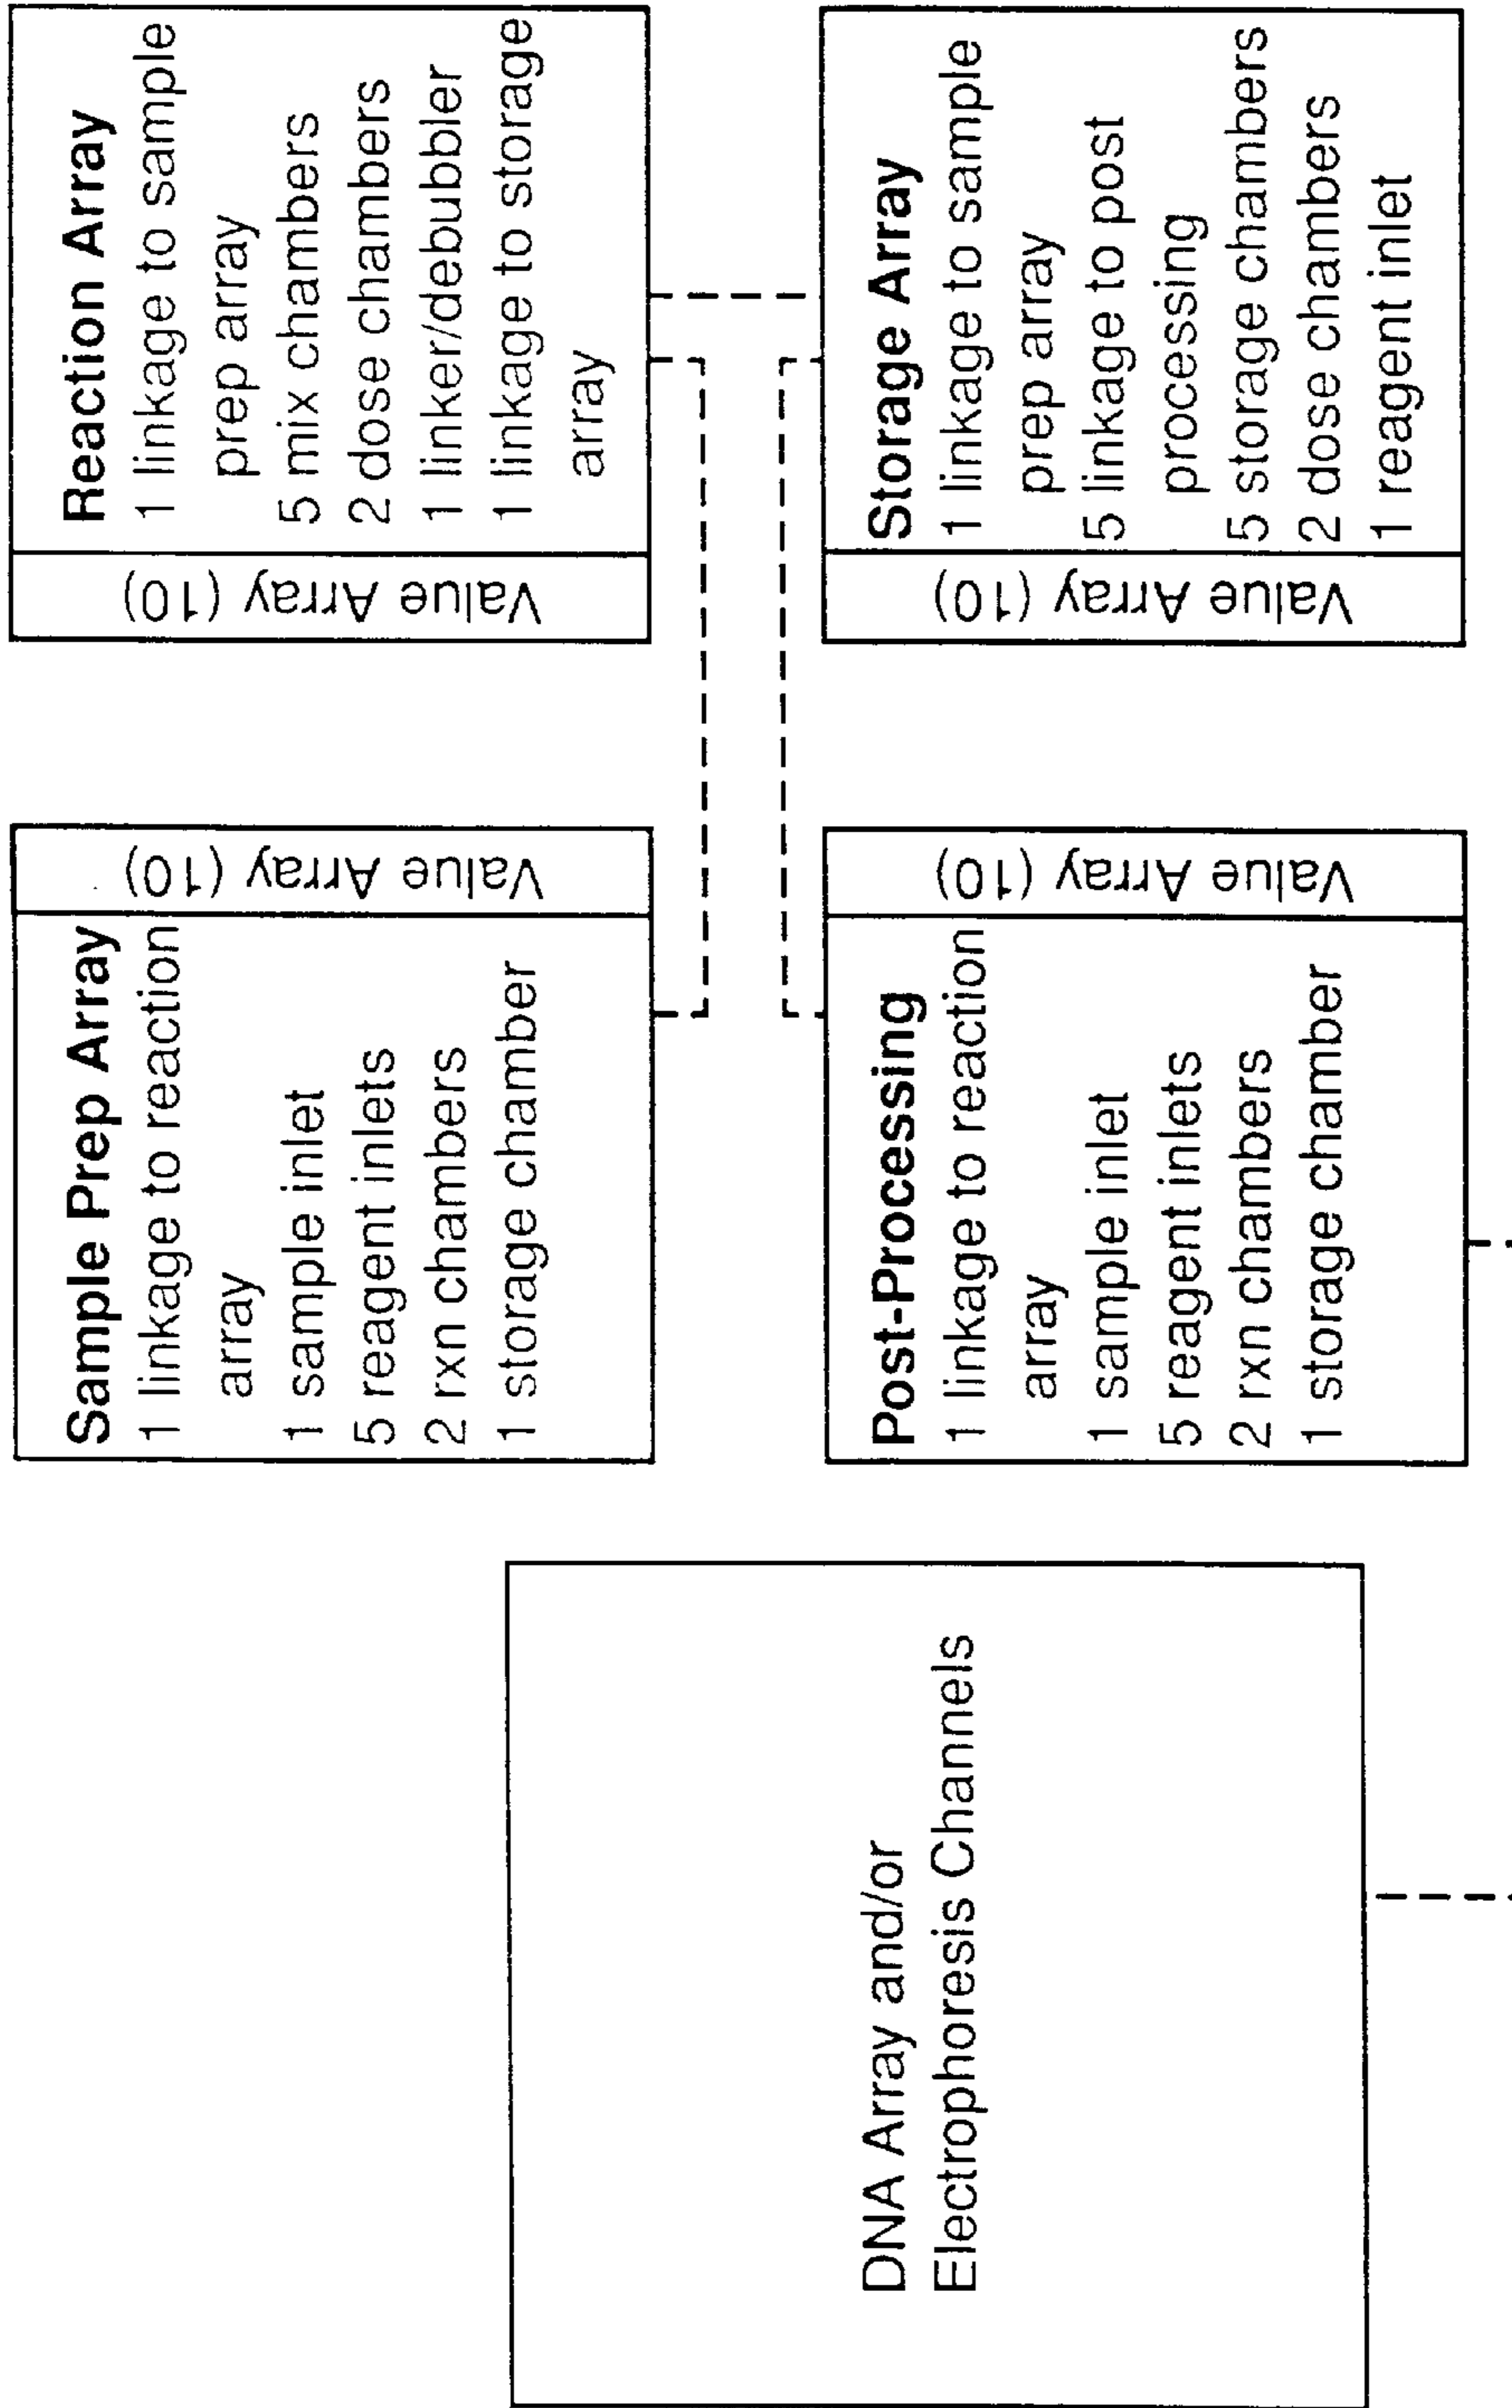 Sample Prep Array
1 linkage to reaction
array
1 sample inlet
5 reagent inlets
2 rxn chambers
1 storage chamber
Value Array (10)
Reaction Array
1 linkage to sample
prep array
5 mix chambers
2 dose chambers
1 linker/debubbler
1 linkage to storage
array
Value Array (10)
DNA Array and/or
Electrophoresis Channels
Post-Processing
1 linkage to reaction
array
1 sample inlet
5 reagent inlets
2 rxn chambers
1 storage chamber
Value Array (10)
Storage Array
1 linkage to sample
prep array
5 linkage to post
processing
5 storage chambers
2 dose chambers
1 reagent inlet
Value Array (10)